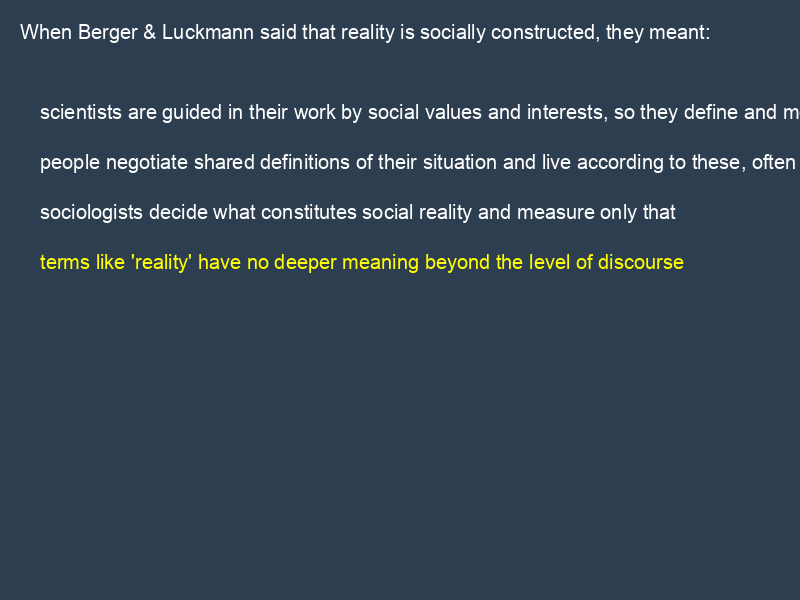 When Berger & Luckmann said that reality is socially constructed, they meant:
scientists are guided in their work by social values and interests, so they define and
people negotiate shared definitions of their situation and live according to these, often
sociologists decide what constitutes social reality and measure only that
terms like 'reality' have no deeper meaning beyond the level of discourse